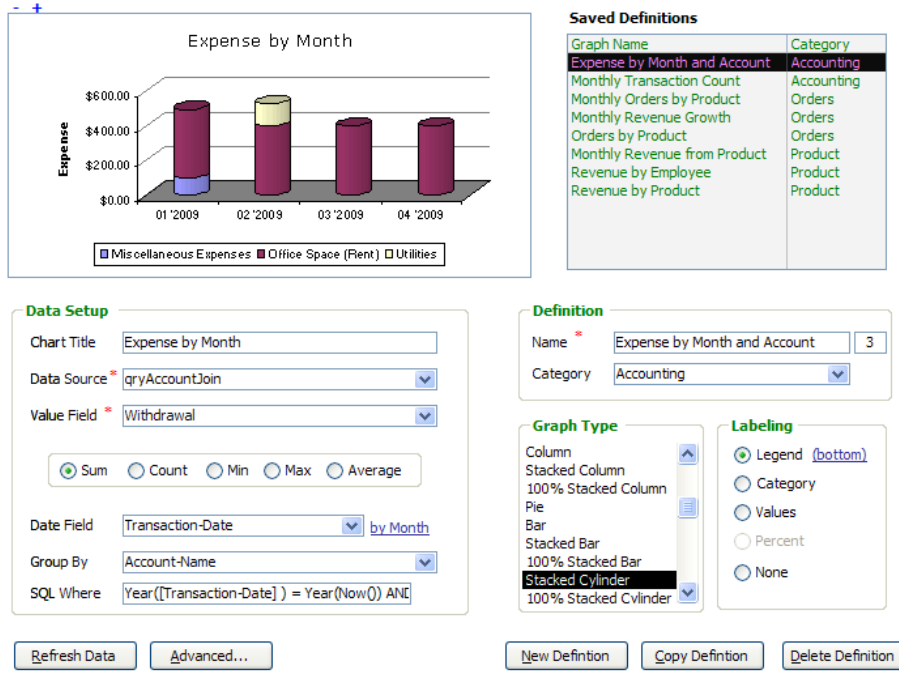 - +
Expense by Month
$600.00
$400.00
$200.00
$0.00
Expense
01 '2009 02 '2009 03 '2009 04 '2009
Miscellaneous Expenses Office Space (Rent) Utilities
Saved Definitions
Graph Name Category
Expense by Month and Account Accounting
Monthly Transaction Count Accounting
Monthly Orders by Product Orders
Monthly Revenue Growth Orders
Orders by Product Orders
Monthly Revenue from Product Product
Revenue by Employee Product
Revenue by Product Product
Data Setup
Chart Title Expense by Month
Data Source * qryAccountJoin
Value Field * Withdrawal
Sum Count Min Max Average
Date Field Transaction-Date by Month
Group By Account-Name
SQL Where Year([Transaction-Date] ) = Year(Now()) AND
Definition
Name * Expense by Month and Account 3
Category Accounting
Graph Type
Column
Stacked Column
100% Stacked Column
Pie
Bar
Stacked Bar
100% Stacked Bar
Stacked Cylinder
100% Stacked Cylinder
Labeling
Legend (bottom)
Category
Values
Percent
None
Refresh Data Advanced... New Defintion Copy Defintion Delete Definition